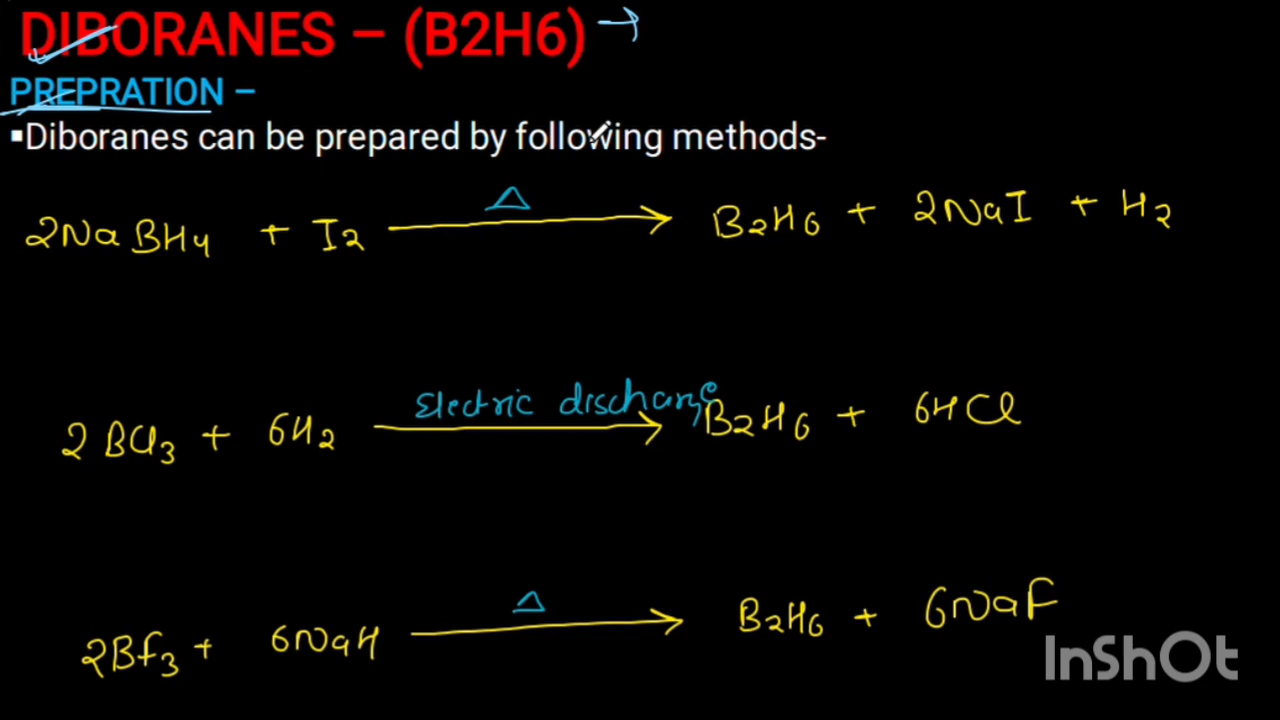 DIBORANES – (B2H6) →
PREPRATION –
▪Diboranes can be prepared by following methods-
Δ
2NaBH4 + I2 ⟶ B2H6 + 2NaI + H2
Electric discharge
2BCl3 + 6H2 ⟶ B2H6 + 6HCl
Δ
2Bf3 + 6NaH ⟶ B2H6 + 6NaF
InShOt